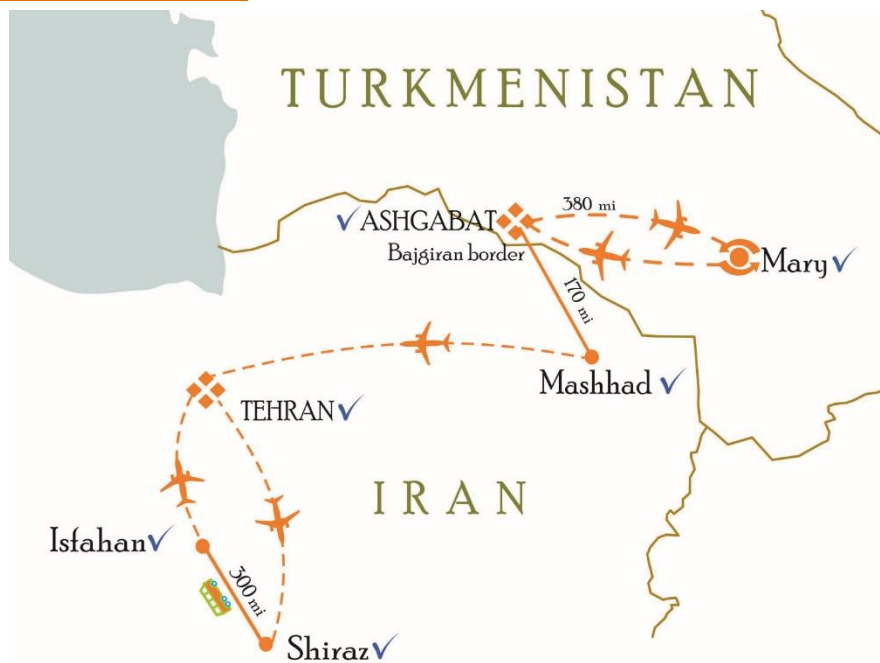 TURKMENISTAN
380 mi
ASHGABAT
Bajgiran border
Mary
170 mi
Mashhad
TEHRAN
IRAN
Isfahan
300 mi
Shiraz